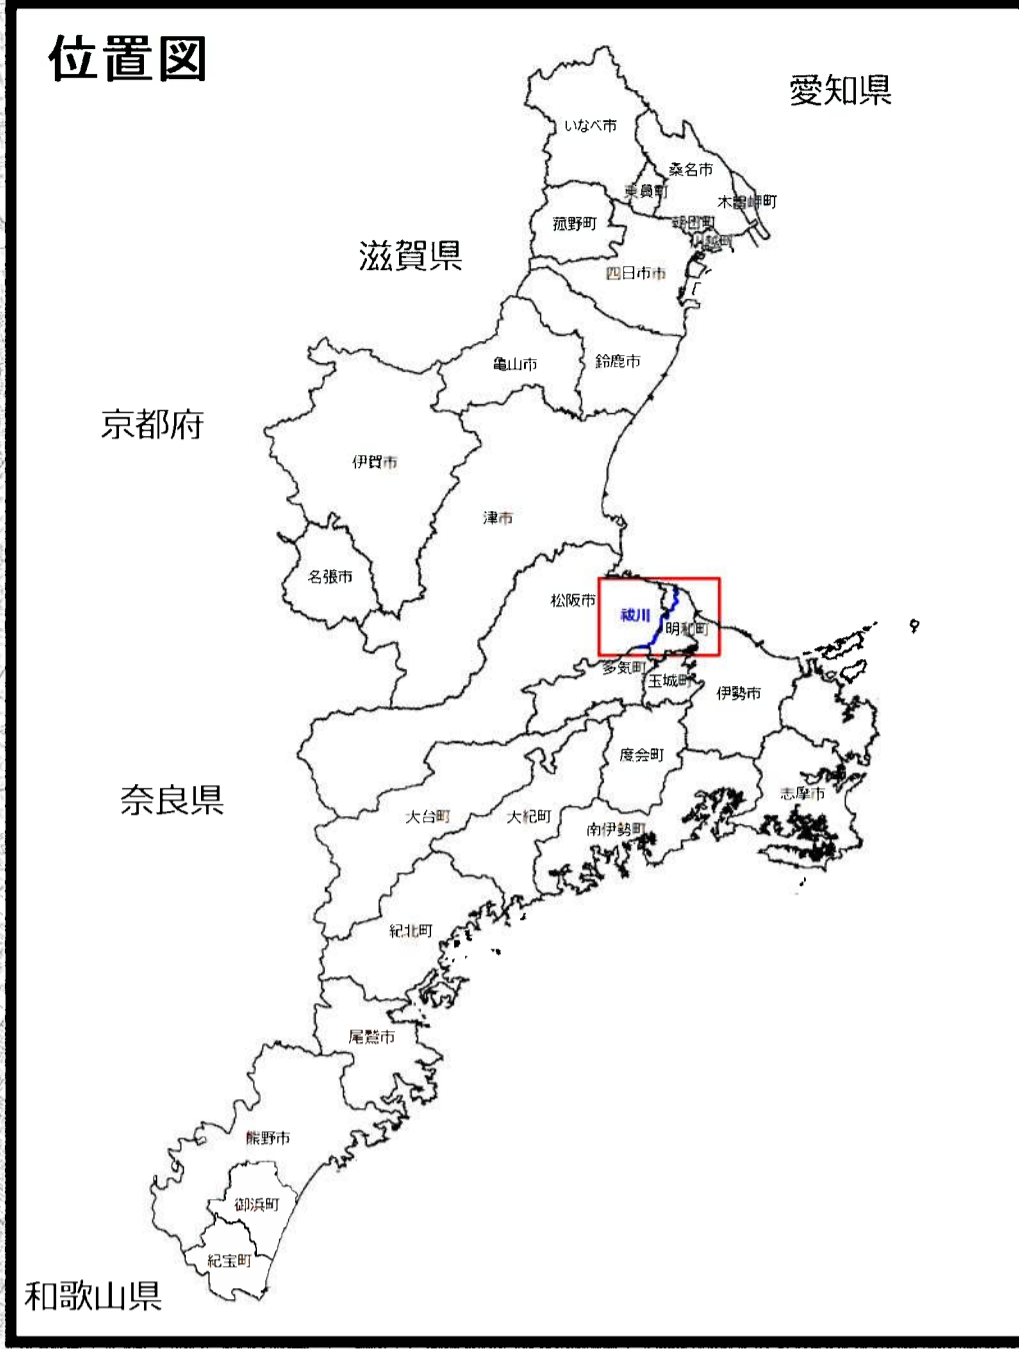 位置図
愛知県
いなべ市
桑名市
東員町
木曽岬町
菰野町
朝日町
川越町
滋賀県
四日市市
亀山市
鈴鹿市
京都府
伊賀市
津市
名張市
松阪市
祓川
明和町
多気町
玉城町
伊勢市
度会町
奈良県
志摩市
大台町
大紀町
南伊勢町
紀北町
尾鷲市
熊野市
御浜町
紀宝町
和歌山県